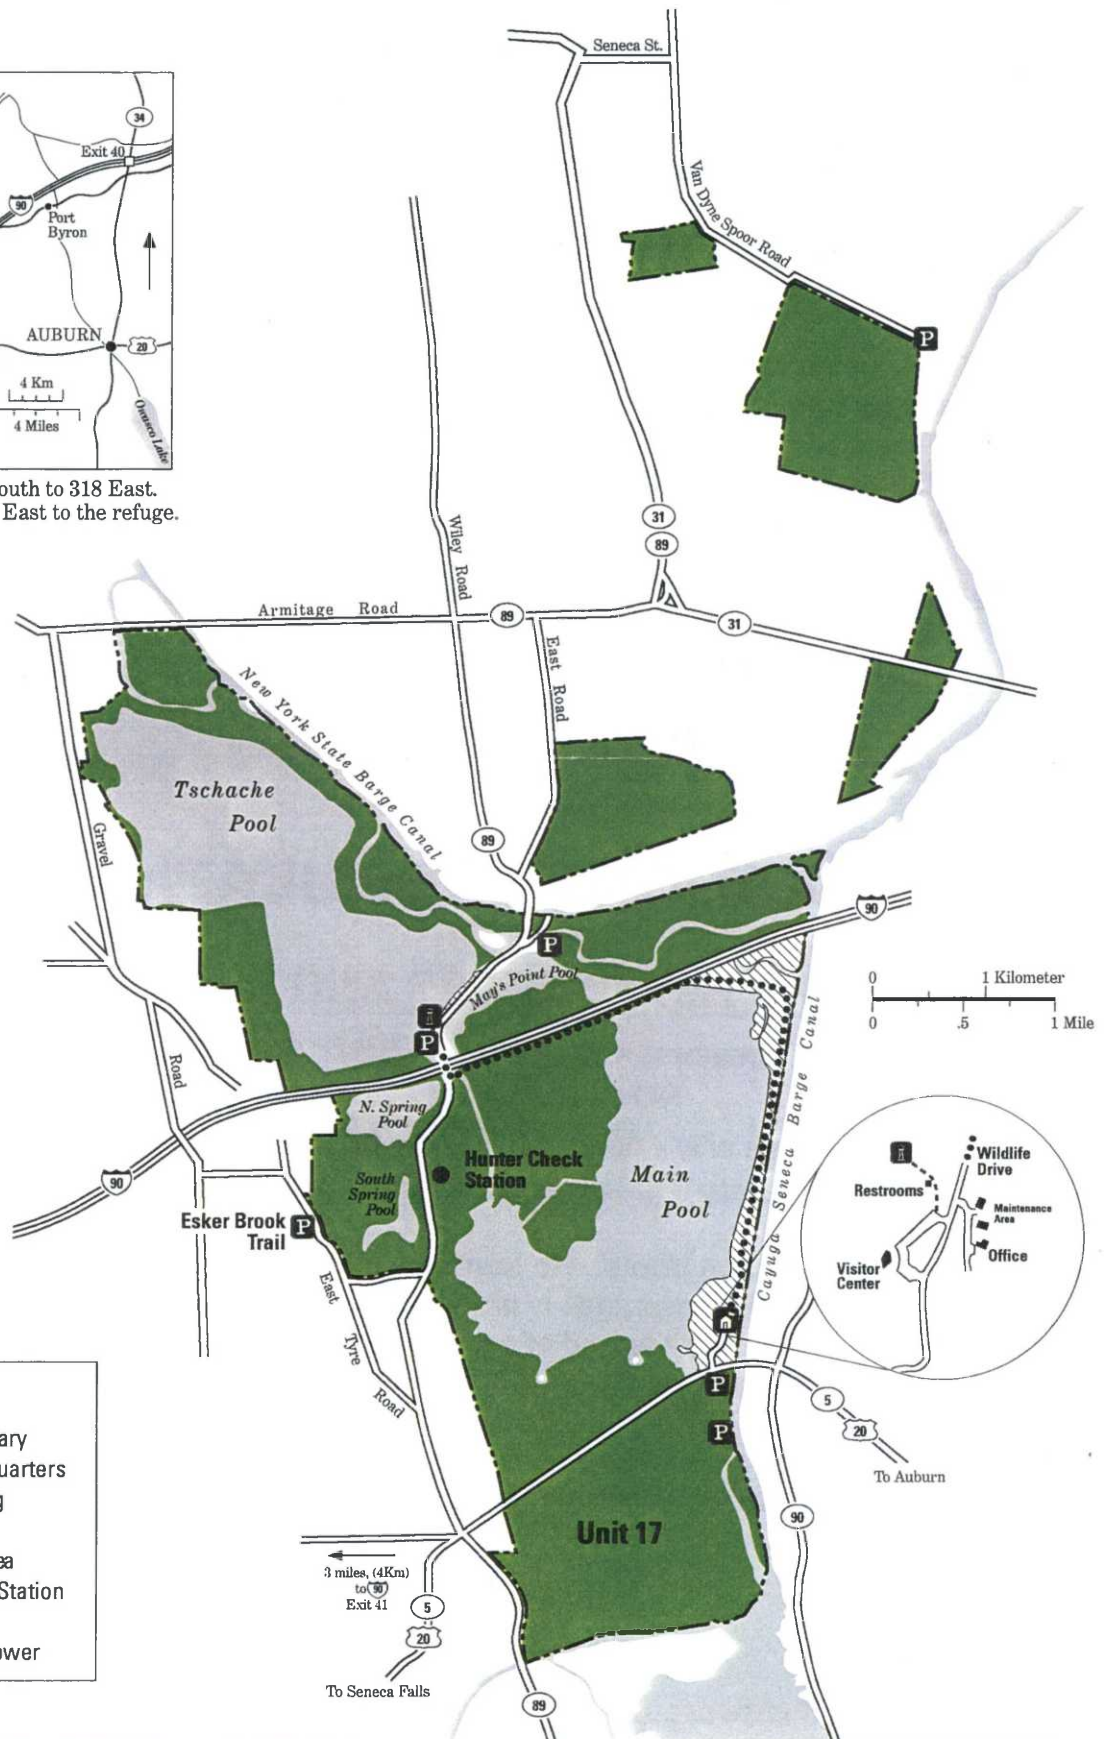 Seneca St.
34
Exit 40
90
Port
Byron
AUBURN
20
4 Km
4 Miles
Owasco Lake
outh to 318 East.
East to the refuge.
Van Dyne Spoor Road
P
Wiley Road
31
89
Armitage Road
89
31
East Road
New York State Barge Canal
Tschache
Pool
Gravel
Road
89
90
P
May's Point Pool
P
0 1 Kilometer
0 .5 1 Mile
N. Spring
Pool
Hunter Check
Station
South
Spring
Pool
Main
Pool
Cayuga Seneca Barge Canal
90
Esker Brook
Trail
P
East Tyre Road
Wildlife
Drive
Restrooms
Maintenance
Area
Office
Visitor
Center
P
P
5
20
To Auburn
90
Unit 17
3 miles, (4Km)
to 90
Exit 41
5
20
To Seneca Falls
89
ary
uarters
g
ea
Station
ower